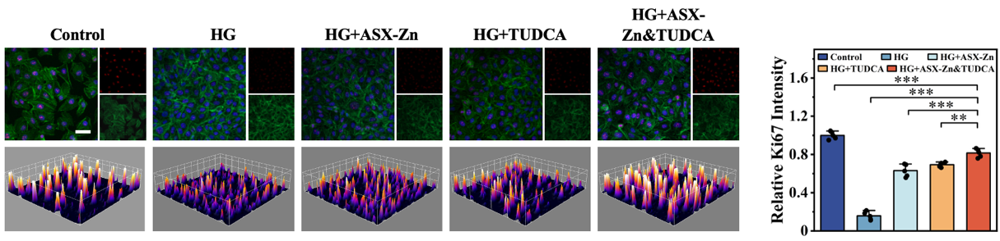 Control
HG
HG+ASX-Zn
HG+TUDCA
HG+ASX-
Zn&TUDCA
Relative Ki67 Intensity
1.6
1.2
0.8
0.4
0
Control
HG
HG+ASX-Zn
HG+TUDCA
HG+ASX-Zn&TUDCA
***
***
***
**